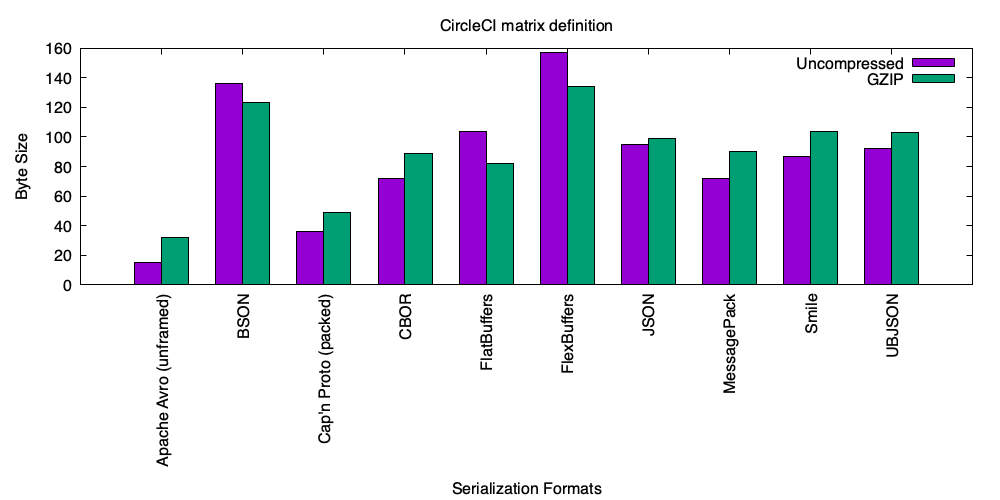 CircleCI matrix definition
160
140
120
100
80
60
40
20
0
Byte Size
Uncompressed
GZIP
Apache Avro (unframed)
BSON
Cap'n Proto (packed)
CBOR
FlatBuffers
FlexBuffers
JSON
MessagePack
Smile
UBJSON
Serialization Formats